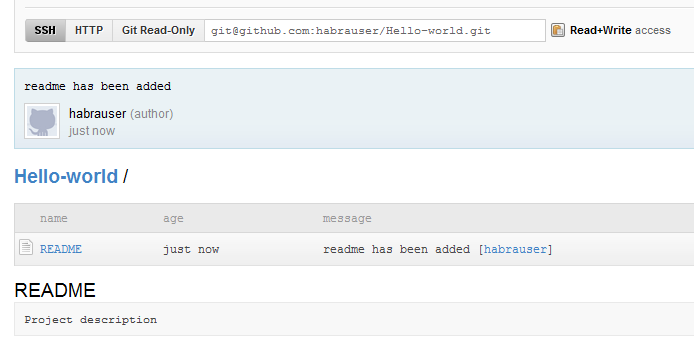 SSH HTTP Git Read-Only git@github.com:habrauser/Hello-world.git Read+Write access
readme has been added
habrauser (author)
just now
Hello-world /
name age message
README just now readme has been added [habrauser]
README
Project description